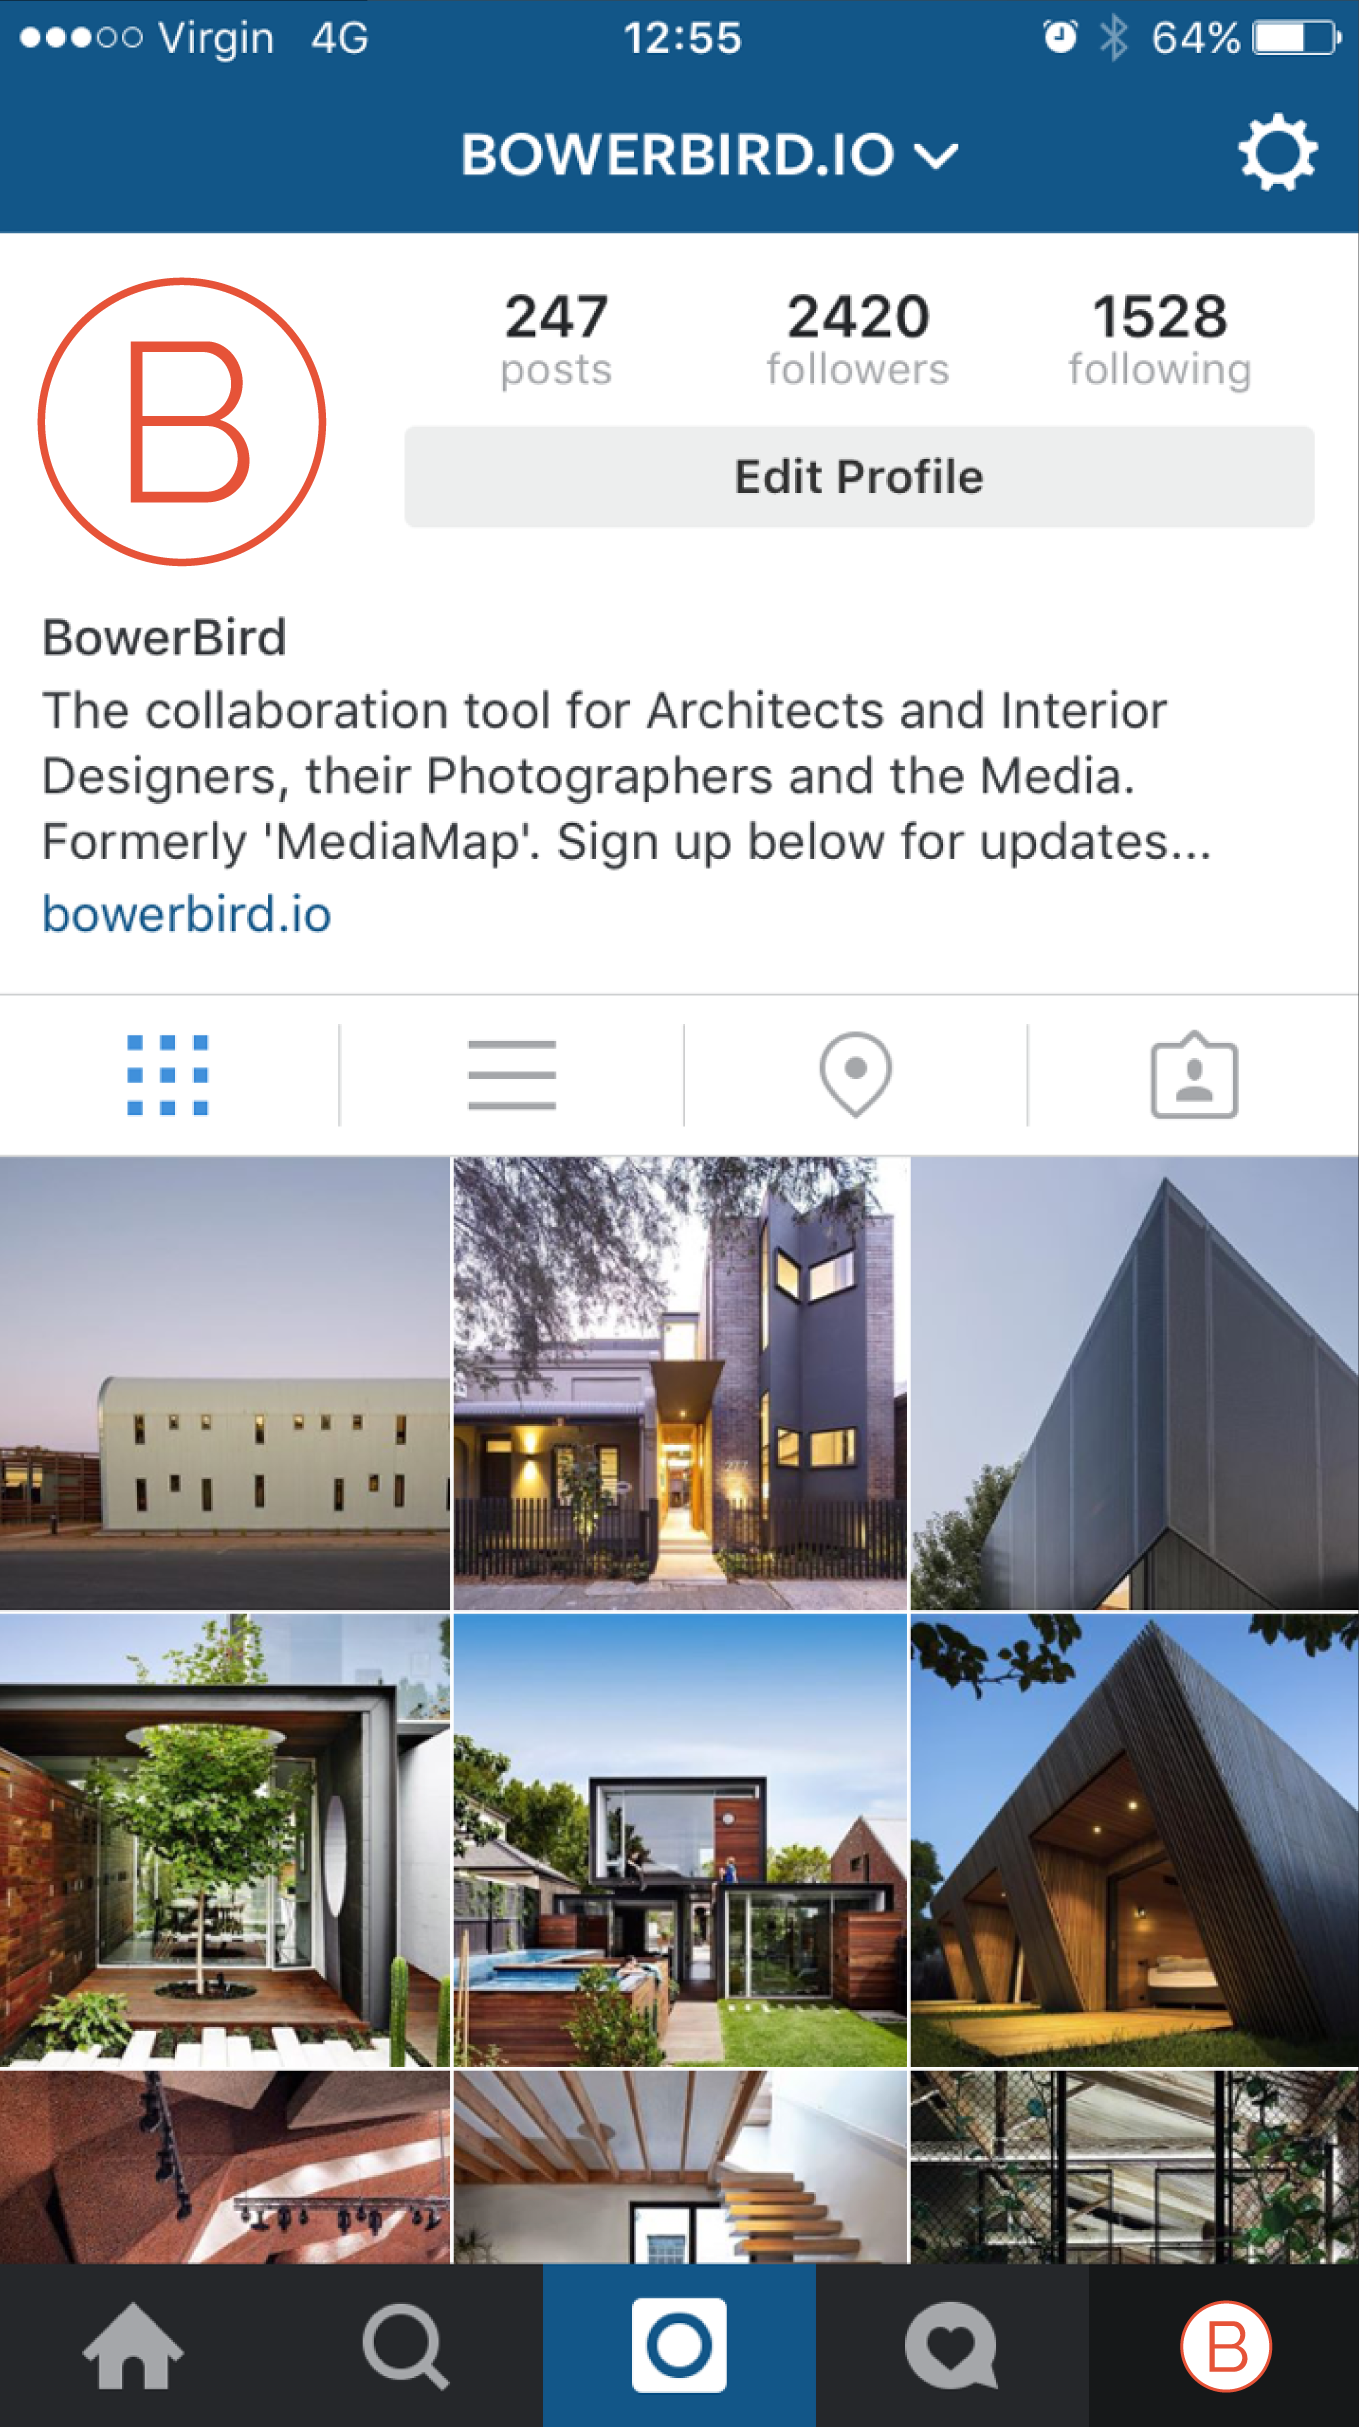 Virgin 4G 12:55 64%
BOWERBIRD.IO
B
247 2420 1528
posts followers following
Edit Profile
BowerBird
The collaboration tool for Architects and Interior
Designers, their Photographers and the Media.
Formerly 'MediaMap'. Sign up below for updates...
bowerbird.io
277
B